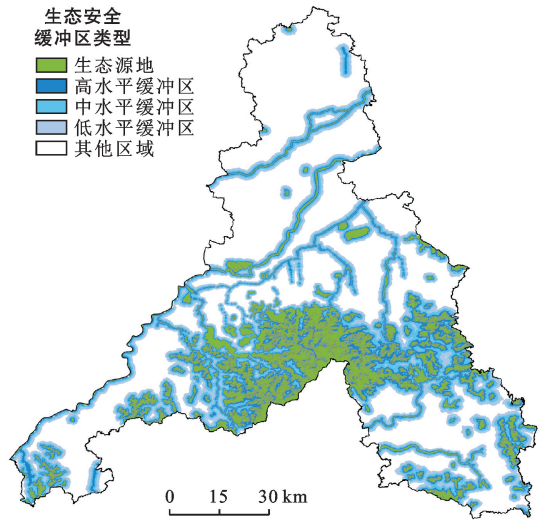 生态安全
缓冲区类型
生态源地
高水平缓冲区
中水平缓冲区
低水平缓冲区
其他区域
0 15 30 km